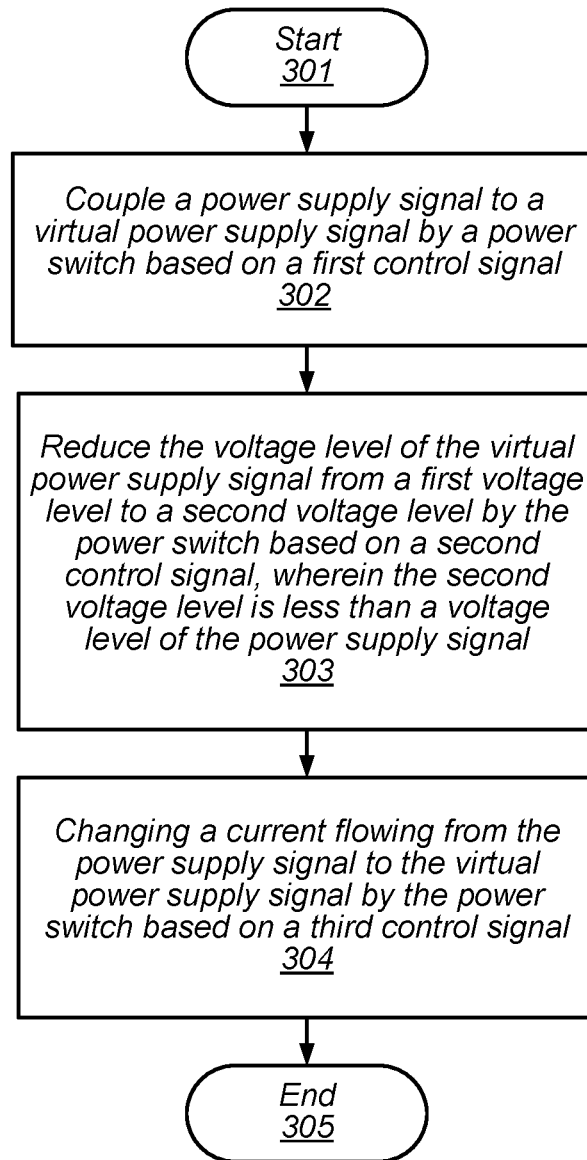 Start
301
Couple a power supply signal to a
virtual power supply signal by a power
switch based on a first control signal
302
Reduce the voltage level of the virtual
power supply signal from a first voltage
level to a second voltage level by the
power switch based on a second
control signal, wherein the second
voltage level is less than a voltage
level of the power supply signal
303
Changing a current flowing from the
power supply signal to the virtual
power supply signal by the power
switch based on a third control signal
304
End
305